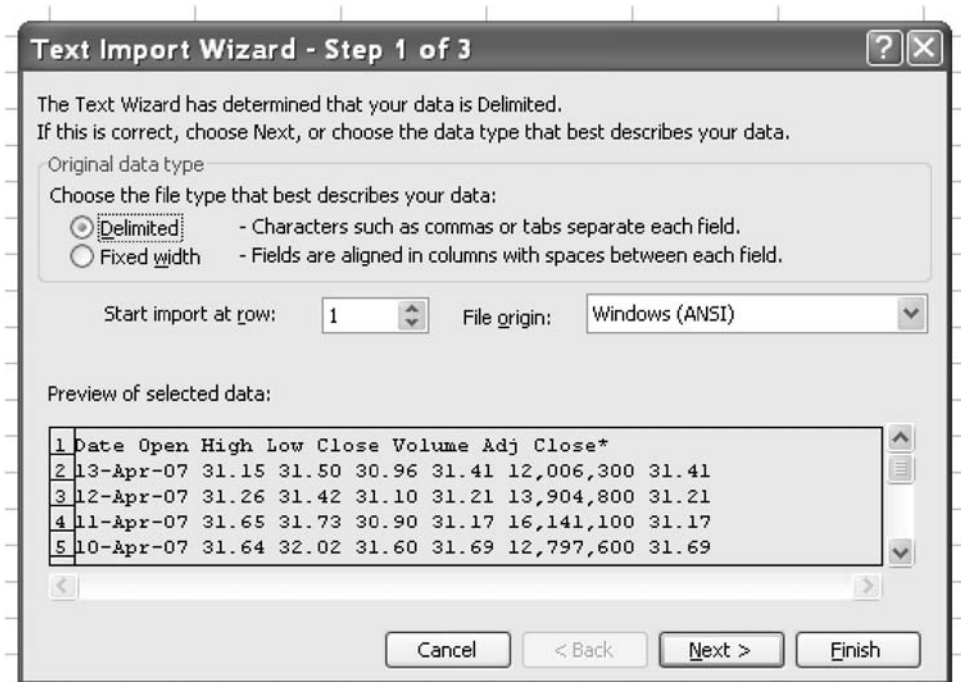 Text Import Wizard - Step 1 of 3
The Text Wizard has determined that your data is Delimited.
If this is correct, choose Next, or choose the data type that best describes your data.
Original data type
Choose the file type that best describes your data:
Delimited - Characters such as commas or tabs separate each field.
Fixed width - Fields are aligned in columns with spaces between each field.
Start import at row: 1 File origin: Windows (ANSI)
Preview of selected data:
1 Date Open High Low Close Volume Adj Close*
2 13-Apr-07 31.15 31.50 30.96 31.41 12,006,300 31.41
3 12-Apr-07 31.26 31.42 31.10 31.21 13,904,800 31.21
4 11-Apr-07 31.65 31.73 30.90 31.17 16,141,100 31.17
5 10-Apr-07 31.64 32.02 31.60 31.69 12,797,600 31.69
Cancel < Back Next > Finish